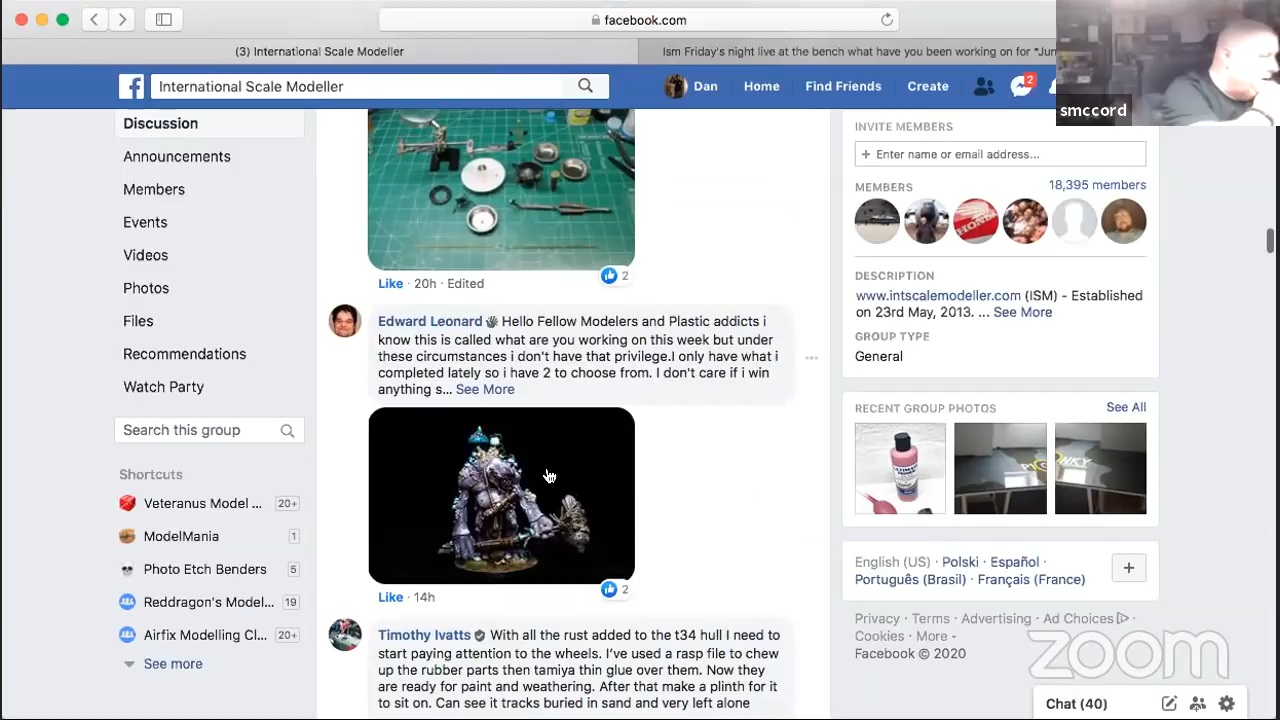 facebook.com
(3) International Scale Modeller
Ism Friday's night live at the bench what have you been working on for "Jun
International Scale Modeller
Dan
Home
Find Friends
Create
2
smccord
Discussion
Announcements
Members
Events
Videos
Photos
Files
Recommendations
Watch Party
Search this group
Shortcuts
Veteranus Model ... 20+
ModelMania 1
Photo Etch Benders 5
Reddragon's Model... 19
Airfix Modelling Cl... 20+
See more
2
Like · 20h · Edited
Edward Leonard Hello Fellow Modelers and Plastic addicts i
know this is called what are you working on this week but under
these circumstances i don't have that privilege.I only have what i
completed lately so i have 2 to choose from. I don't care if i win
anything s... See More
2
Like · 14h
Timothy Ivatts With all the rust added to the t34 hull I need to
start paying attention to the wheels. I've used a rasp file to chew
up the rubber parts then tamiya thin glue over them. Now they
are ready for paint and weathering. After that make a plinth for it
to sit on. Can see it tracks buried in sand and very left alone
INVITE MEMBERS
+ Enter name or email address...
MEMBERS
18,395 members
HONDA
DESCRIPTION
www.intscalemodeller.com (ISM) - Established
on 23rd May, 2013. ... See More
GROUP TYPE
General
RECENT GROUP PHOTOS
See All
English (US) · Polski · Español ·
Português (Brasil) · Français (France)
+
Privacy · Terms · Advertising · Ad Choices ·
Cookies · More
Facebook © 2020
zoom
Chat (40)